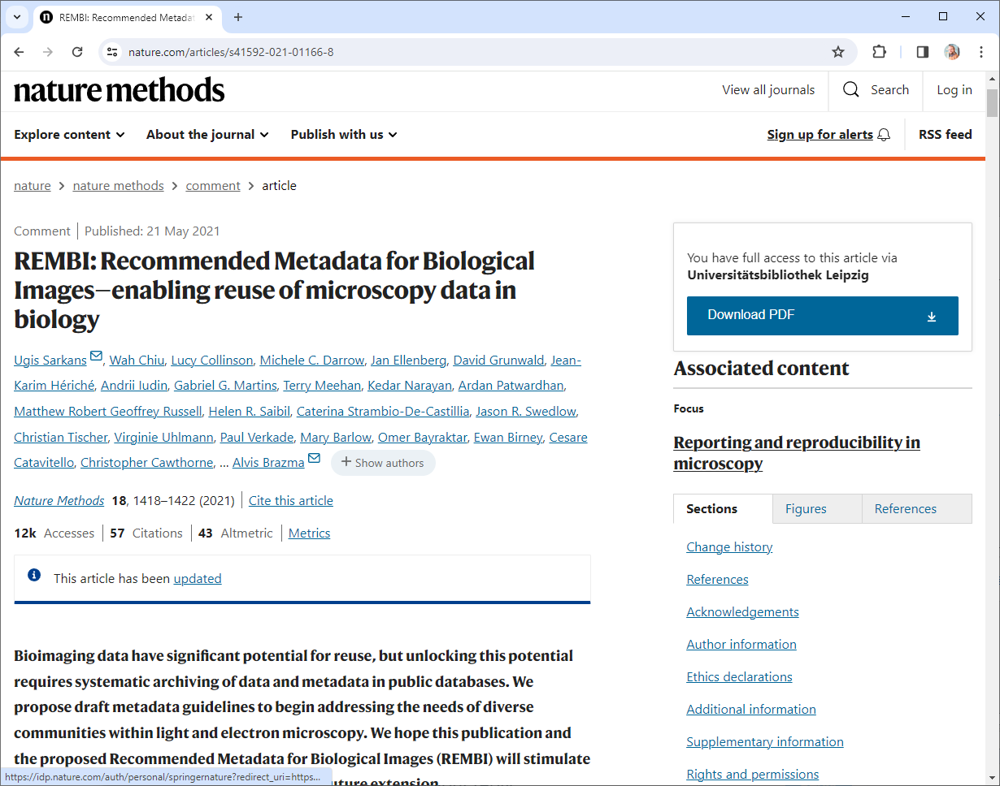 REMBI: Recommended Metadat
nature.com/articles/s41592-021-01166-8
nature methods
View all journals
Search
Log in
Explore content
About the journal
Publish with us
Sign up for alerts
RSS feed
nature > nature methods > comment > article
Comment | Published: 21 May 2021
REMBI: Recommended Metadata for Biological
Images—enabling reuse of microscopy data in
biology
Ugis Sarkans, Wah Chiu, Lucy Collinson, Michele C. Darrow, Jan Ellenberg, David Grunwald, Jean-
Karim Hériché, Andrii Iudin, Gabriel G. Martins, Terry Meehan, Kedar Narayan, Ardan Patwardhan,
Matthew Robert Geoffrey Russell, Helen R. Saibil, Caterina Strambio-De-Castillia, Jason R. Swedlow,
Christian Tischer, Virginie Uhlmann, Paul Verkade, Mary Barlow, Omer Bayraktar, Ewan Birney, Cesare
Catavitello, Christopher Cawthorne, ... Alvis Brazma + Show authors
Nature Methods 18, 1418–1422 (2021) | Cite this article
12k Accesses | 57 Citations | 43 Altmetric | Metrics
This article has been updated
Bioimaging data have significant potential for reuse, but unlocking this potential
requires systematic archiving of data and metadata in public databases. We
propose draft metadata guidelines to begin addressing the needs of diverse
communities within light and electron microscopy. We hope this publication and
the proposed Recommended Metadata for Biological Images (REMBI) will stimulate
extension.
https://idp.nature.com/auth/personal/springernature?redirect_uri=https...
You have full access to this article via
Universitätsbibliothek Leipzig
Download PDF
Associated content
Focus
Reporting and reproducibility in
microscopy
Sections
Figures
References
Change history
References
Acknowledgements
Author information
Ethics declarations
Additional information
Supplementary information
Rights and permissions